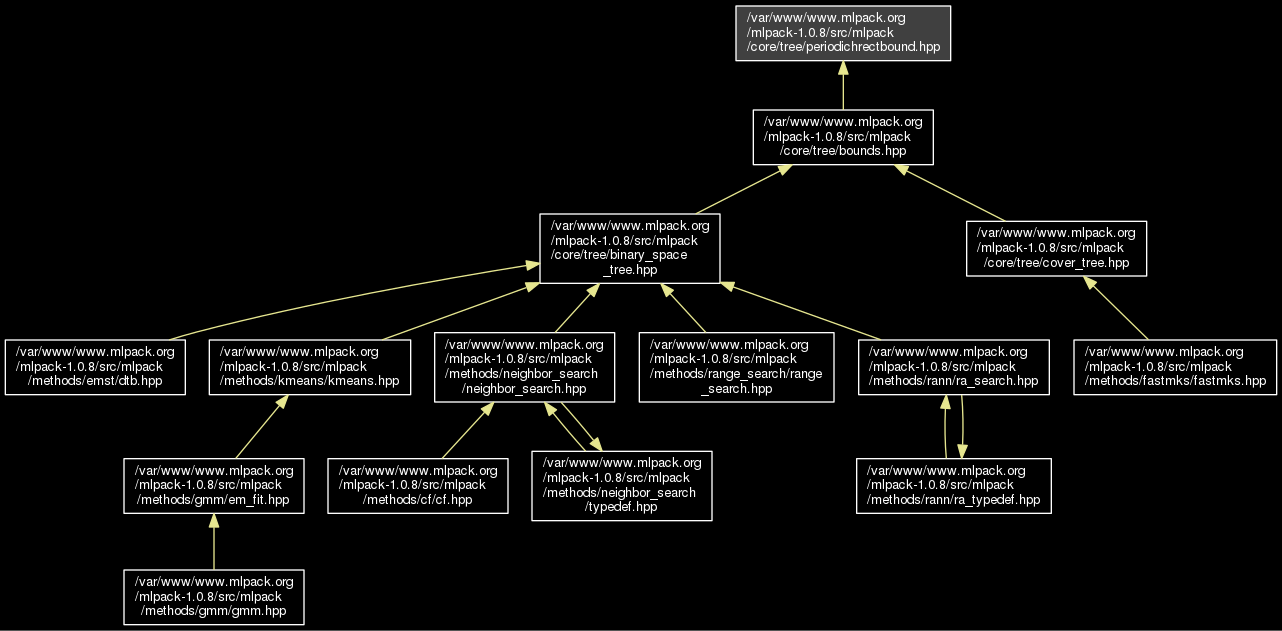 /var/www/www.mlpack.org
/mlpack-1.0.8/src/mlpack
/core/tree/periodichrectbound.hpp
/var/www/www.mlpack.org
/mlpack-1.0.8/src/mlpack
/core/tree/bounds.hpp
/var/www/www.mlpack.org
/mlpack-1.0.8/src/mlpack
/core/tree/binary_space
_tree.hpp
/var/www/www.mlpack.org
/mlpack-1.0.8/src/mlpack
/core/tree/cover_tree.hpp
/var/www/www.mlpack.org
/mlpack-1.0.8/src/mlpack
/methods/emst/dtb.hpp
/var/www/www.mlpack.org
/mlpack-1.0.8/src/mlpack
/methods/kmeans/kmeans.hpp
/var/www/www.mlpack.org
/mlpack-1.0.8/src/mlpack
/methods/neighbor_search
/neighbor_search.hpp
/var/www/www.mlpack.org
/mlpack-1.0.8/src/mlpack
/methods/range_search/range
_search.hpp
/var/www/www.mlpack.org
/mlpack-1.0.8/src/mlpack
/methods/rann/ra_search.hpp
/var/www/www.mlpack.org
/mlpack-1.0.8/src/mlpack
/methods/fastmks/fastmks.hpp
/var/www/www.mlpack.org
/mlpack-1.0.8/src/mlpack
/methods/gmm/em_fit.hpp
/var/www/www.mlpack.org
/mlpack-1.0.8/src/mlpack
/methods/cf/cf.hpp
/var/www/www.mlpack.org
/mlpack-1.0.8/src/mlpack
/methods/neighbor_search
/typedef.hpp
/var/www/www.mlpack.org
/mlpack-1.0.8/src/mlpack
/methods/rann/ra_typedef.hpp
/var/www/www.mlpack.org
/mlpack-1.0.8/src/mlpack
/methods/gmm/gmm.hpp